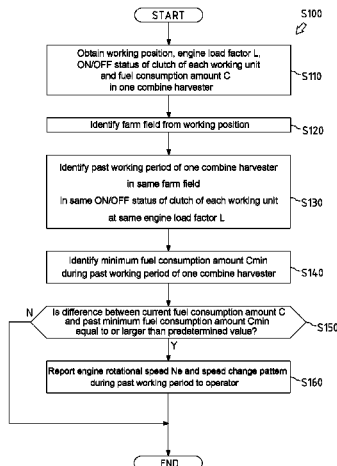 START
S100
Obtain working position, engine load factor L,
ON/OFF status of clutch of each working unit
and fuel consumption amount C
in one combine harvester
S110
Identify farm field from working position
S120
Identify past working period of one combine harvester
in same farm field
in same ON/OFF status of clutch of each working unit
at same engine load factor L
S130
Identify minimum fuel consumption amount Cmin
during past working period of one combine harvester
S140
N
Is difference between current fuel consumption amount C
and past minimum fuel consumption amount Cmin
equal to or larger than predetermined value?
S150
Y
Report engine rotational speed Ne and speed change pattern
during past working period to operator
S160
END